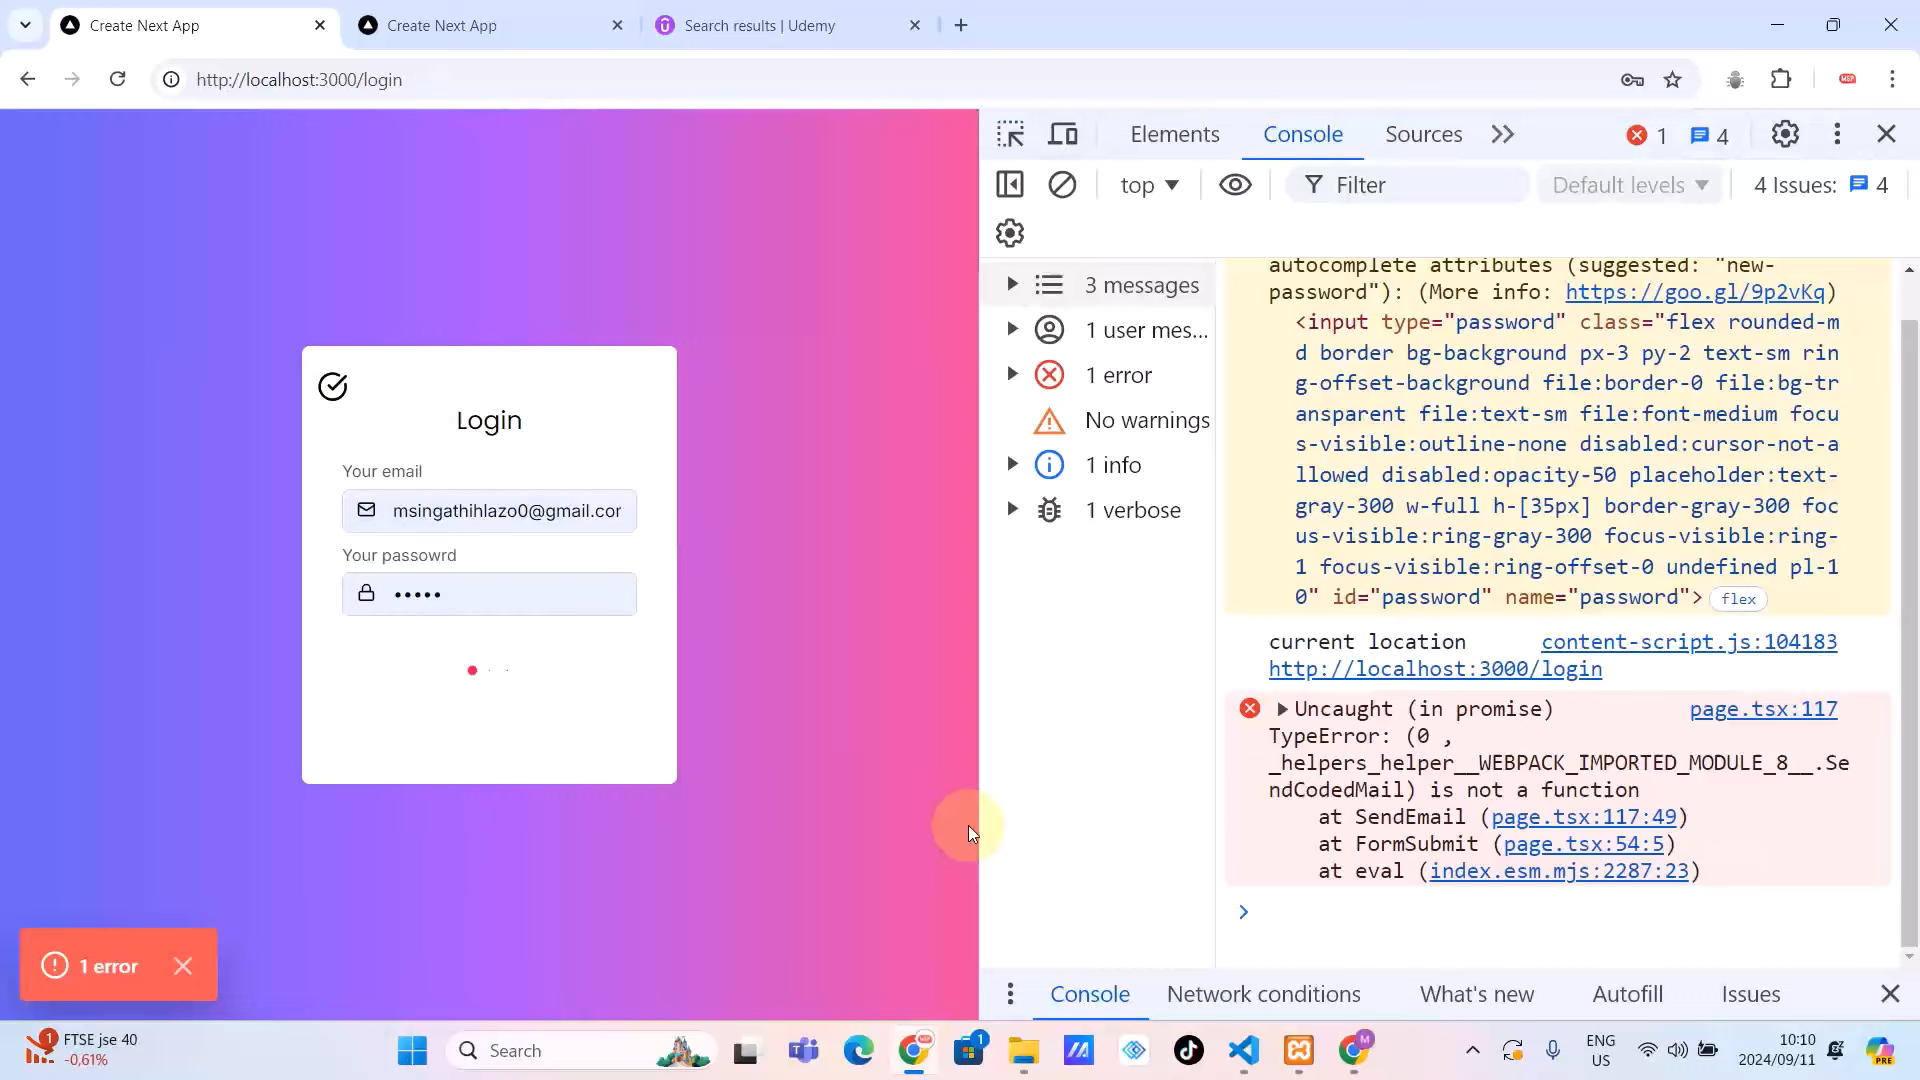 Create Next App
Create Next App
Search results | Udemy
http://localhost:3000/login
MSP
Elements
Console
Sources
1
4
top
Filter
Default levels
4 Issues:
4
3 messages
1 user mes...
1 error
No warnings
1 info
1 verbose
autocomplete attributes (suggested: "new-
password"): (More info: https://goo.gl/9p2vKq)
<input type="password" class="flex rounded-m
d border bg-background px-3 py-2 text-sm rin
g-offset-background file:border-0 file:bg-tr
ansparent file:text-sm file:font-medium focu
s-visible:outline-none disabled:cursor-not-a
llowed disabled:opacity-50 placeholder:text-
gray-300 w-full h-[35px] border-gray-300 foc
us-visible:ring-gray-300 focus-visible:ring-
1 focus-visible:ring-offset-0 undefined pl-1
0" id="password" name="password">
flex
current location
content-script.js:104183
http://localhost:3000/login
Uncaught (in promise)
page.tsx:117
TypeError: (0 ,
_helpers_helper__WEBPACK_IMPORTED_MODULE_8__.Se
ndCodedMail) is not a function
at SendEmail (page.tsx:117:49)
at FormSubmit (page.tsx:54:5)
at eval (index.esm.mjs:2287:23)
Login
Your email
msingathihlazo0@gmail.cor
Your passowrd
•••••
1 error
Console
Network conditions
What's new
Autofill
Issues
1
FTSE jse 40
-0,61%
Search
MSP
1
M
ENG
US
10:10
2024/09/11
PRE